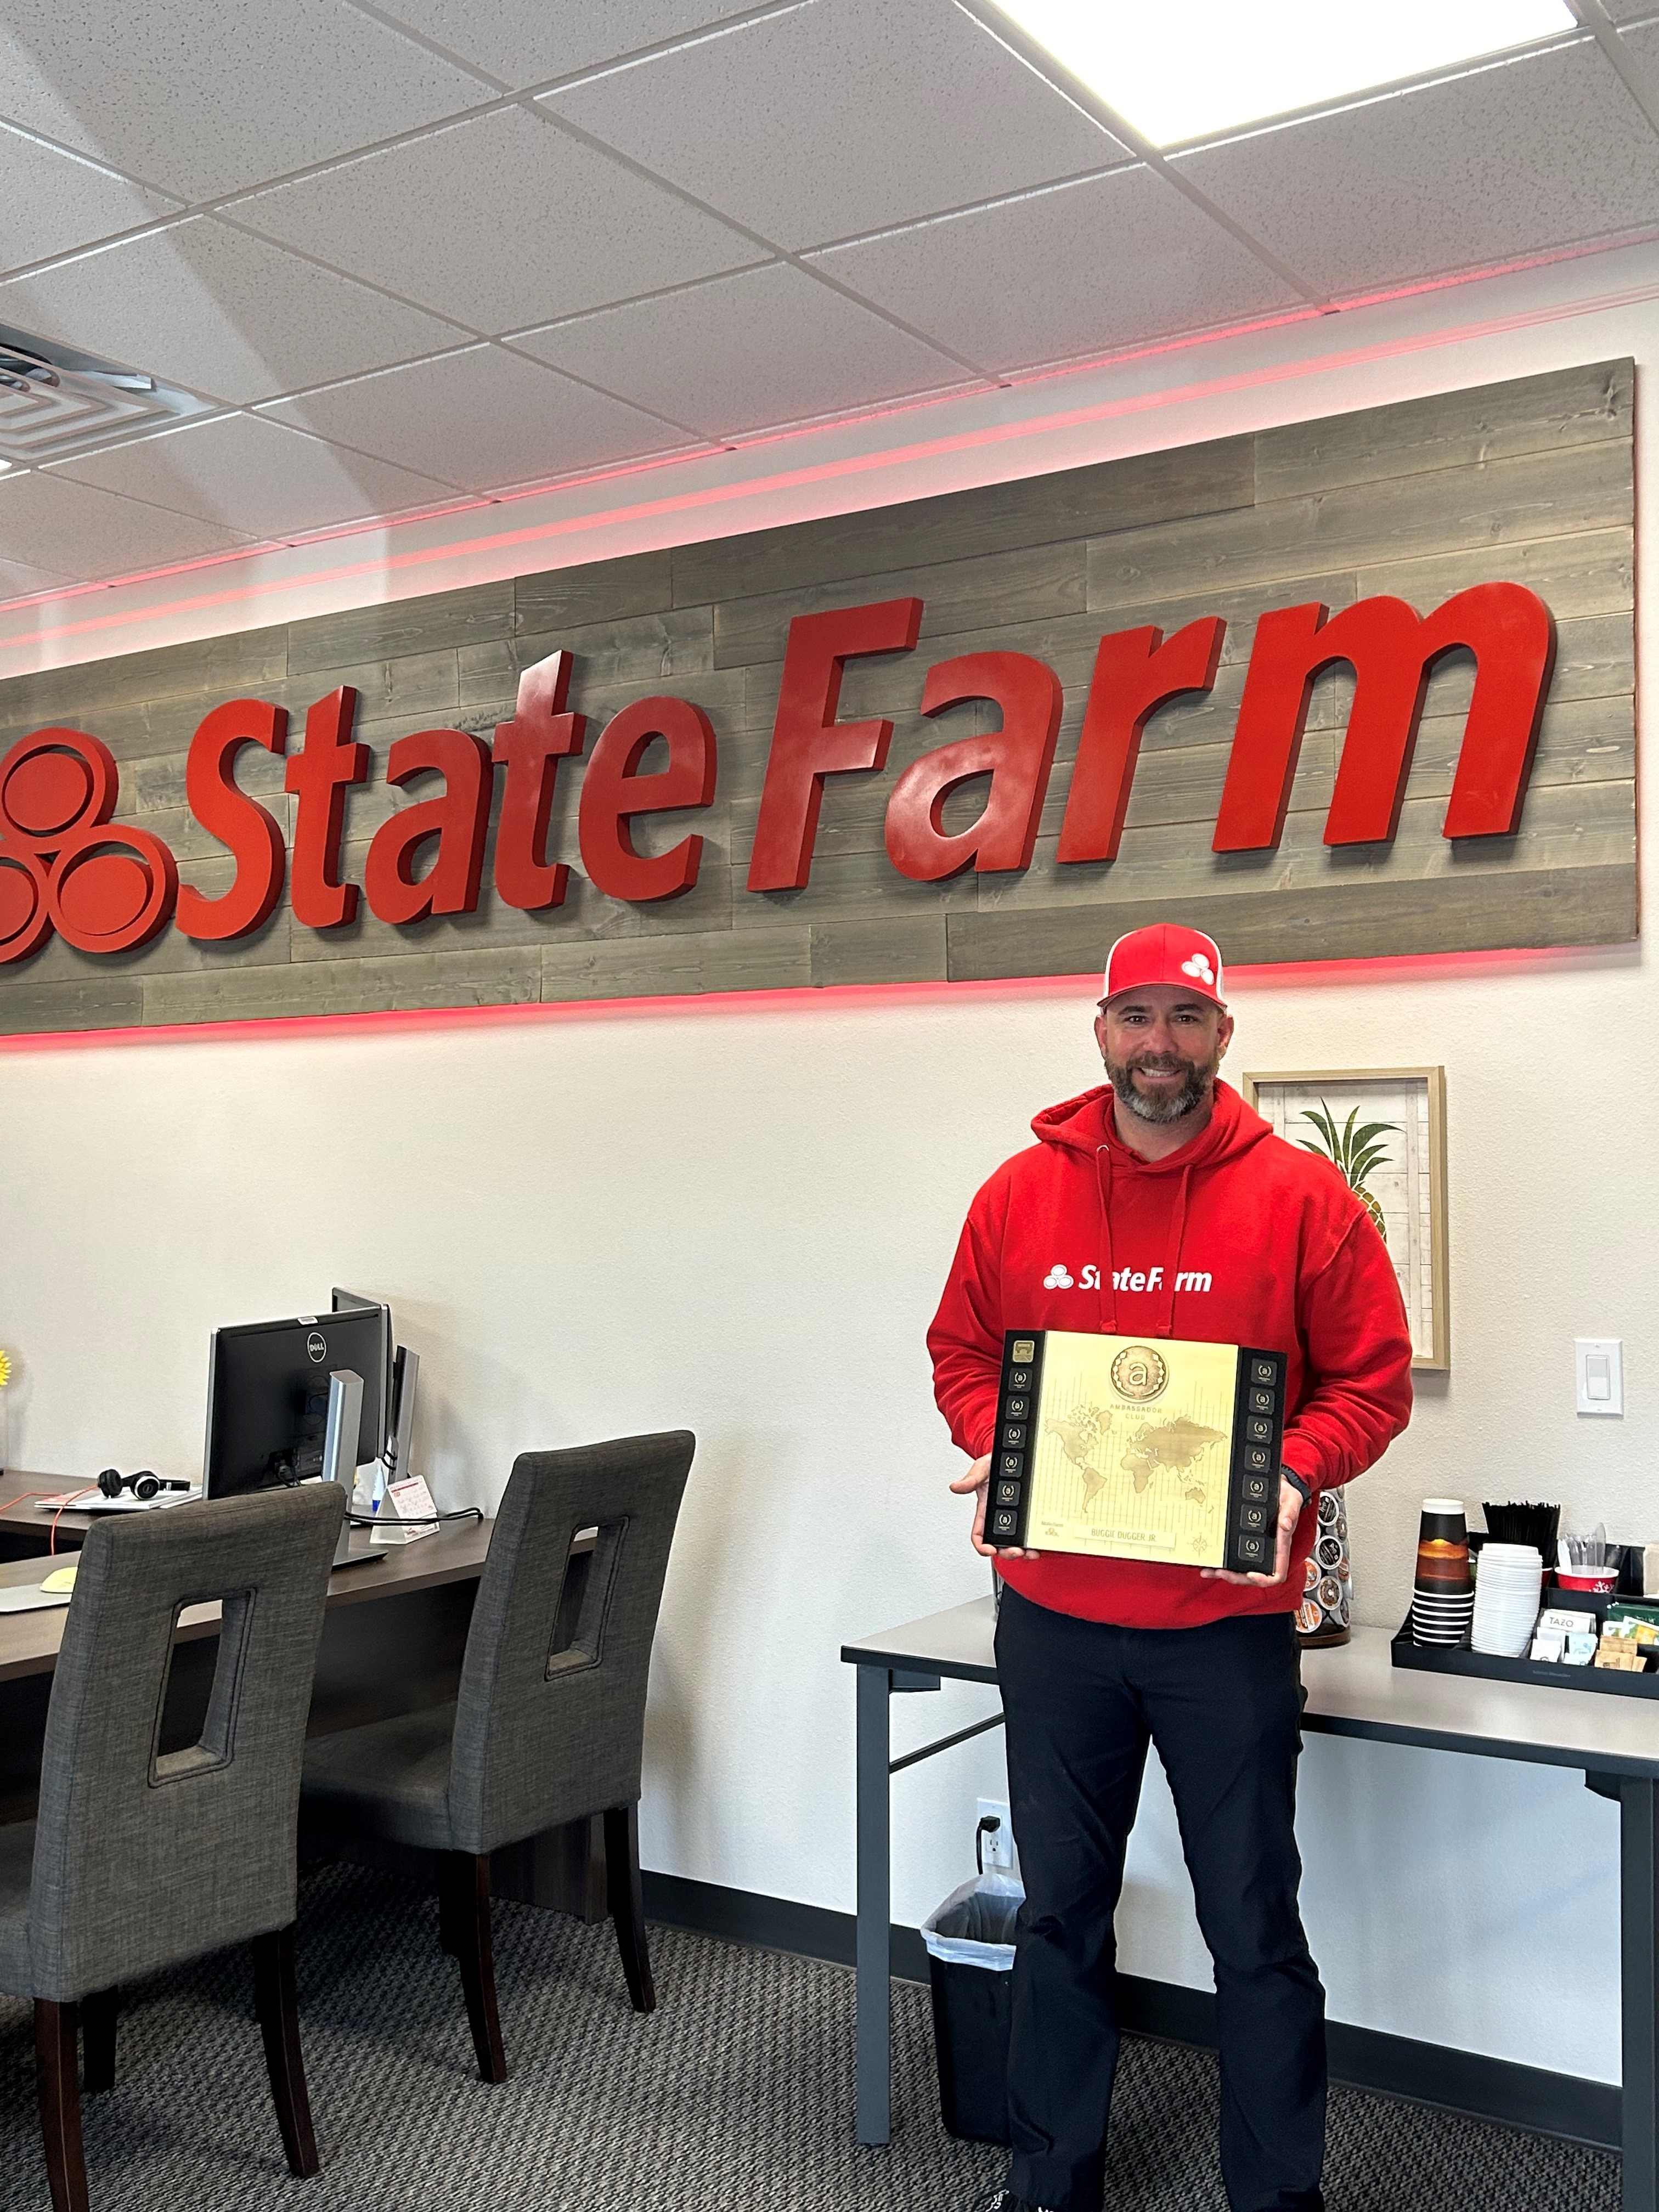 State Farm
State Farm
DELL
a
AMBASSADOR
CLUB
BUGGIE DUGGER JR
TAZO